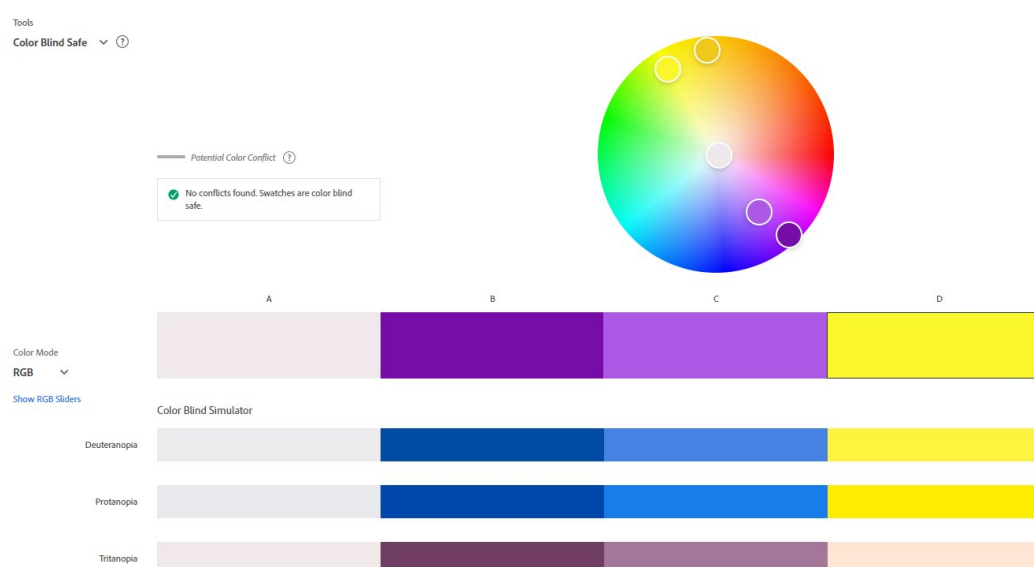 Tools
Color Blind Safe
Potential Color Conflict
No conflicts found. Swatches are color blind
safe.
A B C D
Color Mode
RGB
Show RGB Sliders
Color Blind Simulator
Deuteranopia
Protanopia
Tritanopia